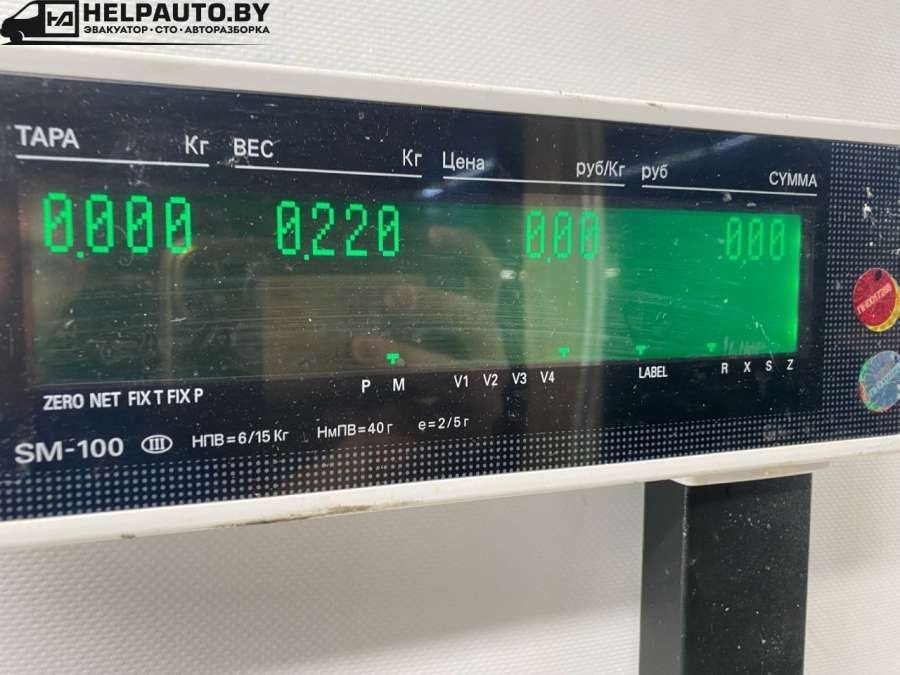 HELPAUTO.BY
ЭВАКУАТОР · СТО · АВТОРАЗБОРКА
ТАРА Кг ВЕС Кг Цена руб/Кг руб СУММА
0.000 0.220 0.00 0.00
ZERO NET FIX T FIX P P M V1 V2 V3 V4 LABEL R X S Z
SM-100 III НПВ=6/15 Кг НмПВ=40 г e=2/5 г